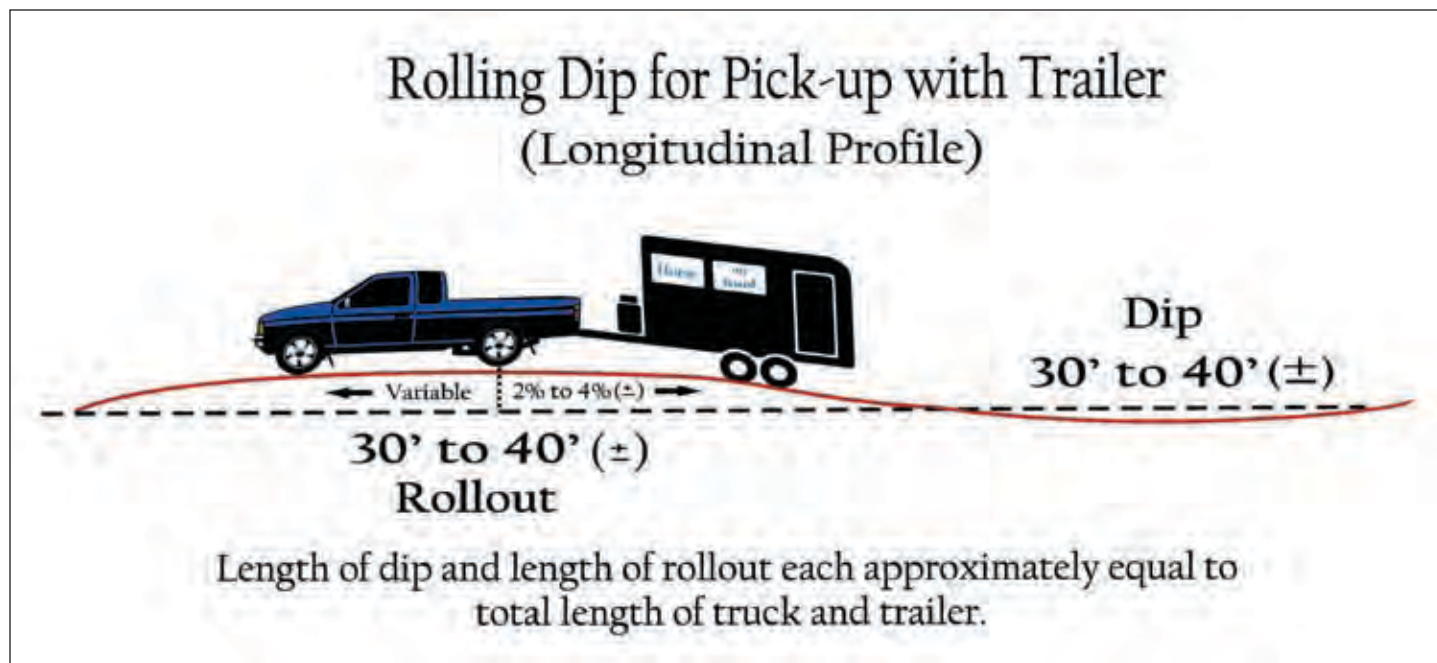 Rolling Dip for Pick-up with Trailer
(Longitudinal Profile)
Horse
Dip
30’ to 40’ (±)
Variable
2% to 4% (±)
30’ to 40’ (±)
Rollout
Length of dip and length of rollout each approximately equal to
total length of truck and trailer.